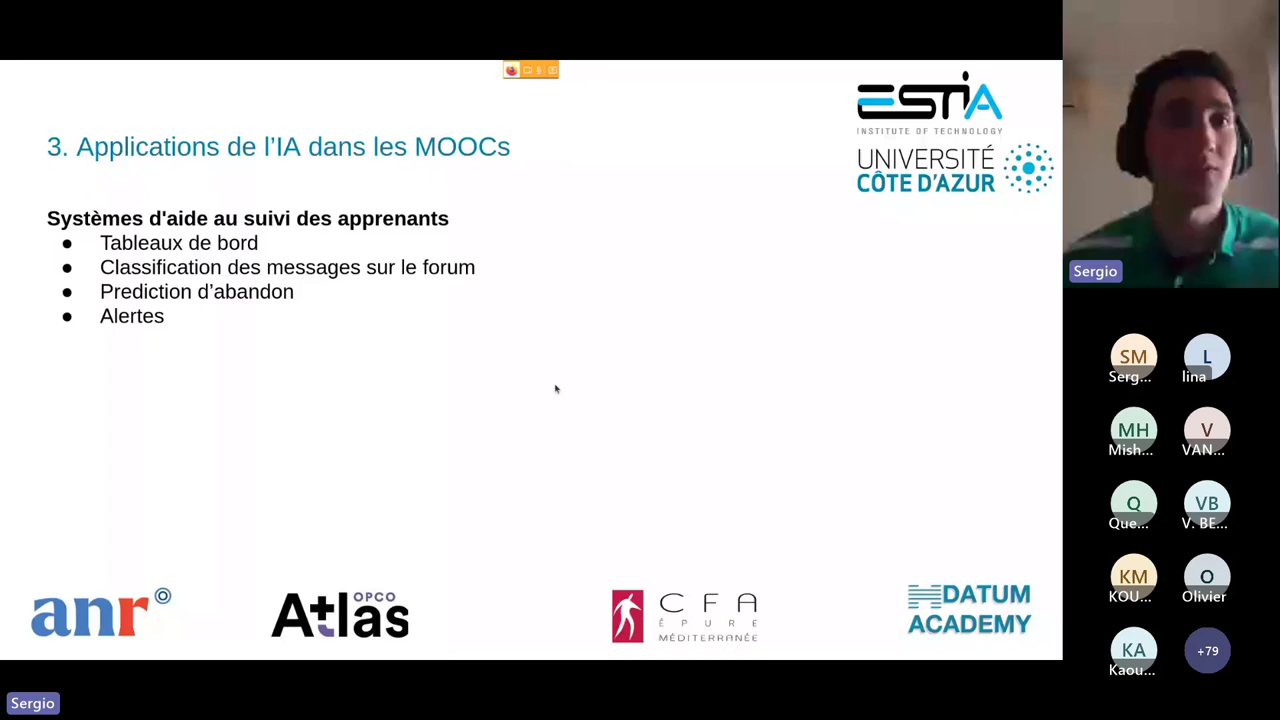 3. Applications de l’IA dans les MOOCs
Systèmes d'aide au suivi des apprenants
● Tableaux de bord
● Classification des messages sur le forum
● Prediction d’abandon
● Alertes
ESTIA
INSTITUTE OF TECHNOLOGY
UNIVERSITÉ
CÔTE D'AZUR
anr
OPCO
Atlas
CFA
ÉPURE
MÉDITERRANÉE
DATUM
ACADEMY
Sergio
SM
Serg...
L
lina
MH
Mish...
V
VAN...
Q
Que...
VB
V. BE...
KM
KOU...
O
Olivier
KA
Kaou...
+79
Sergio